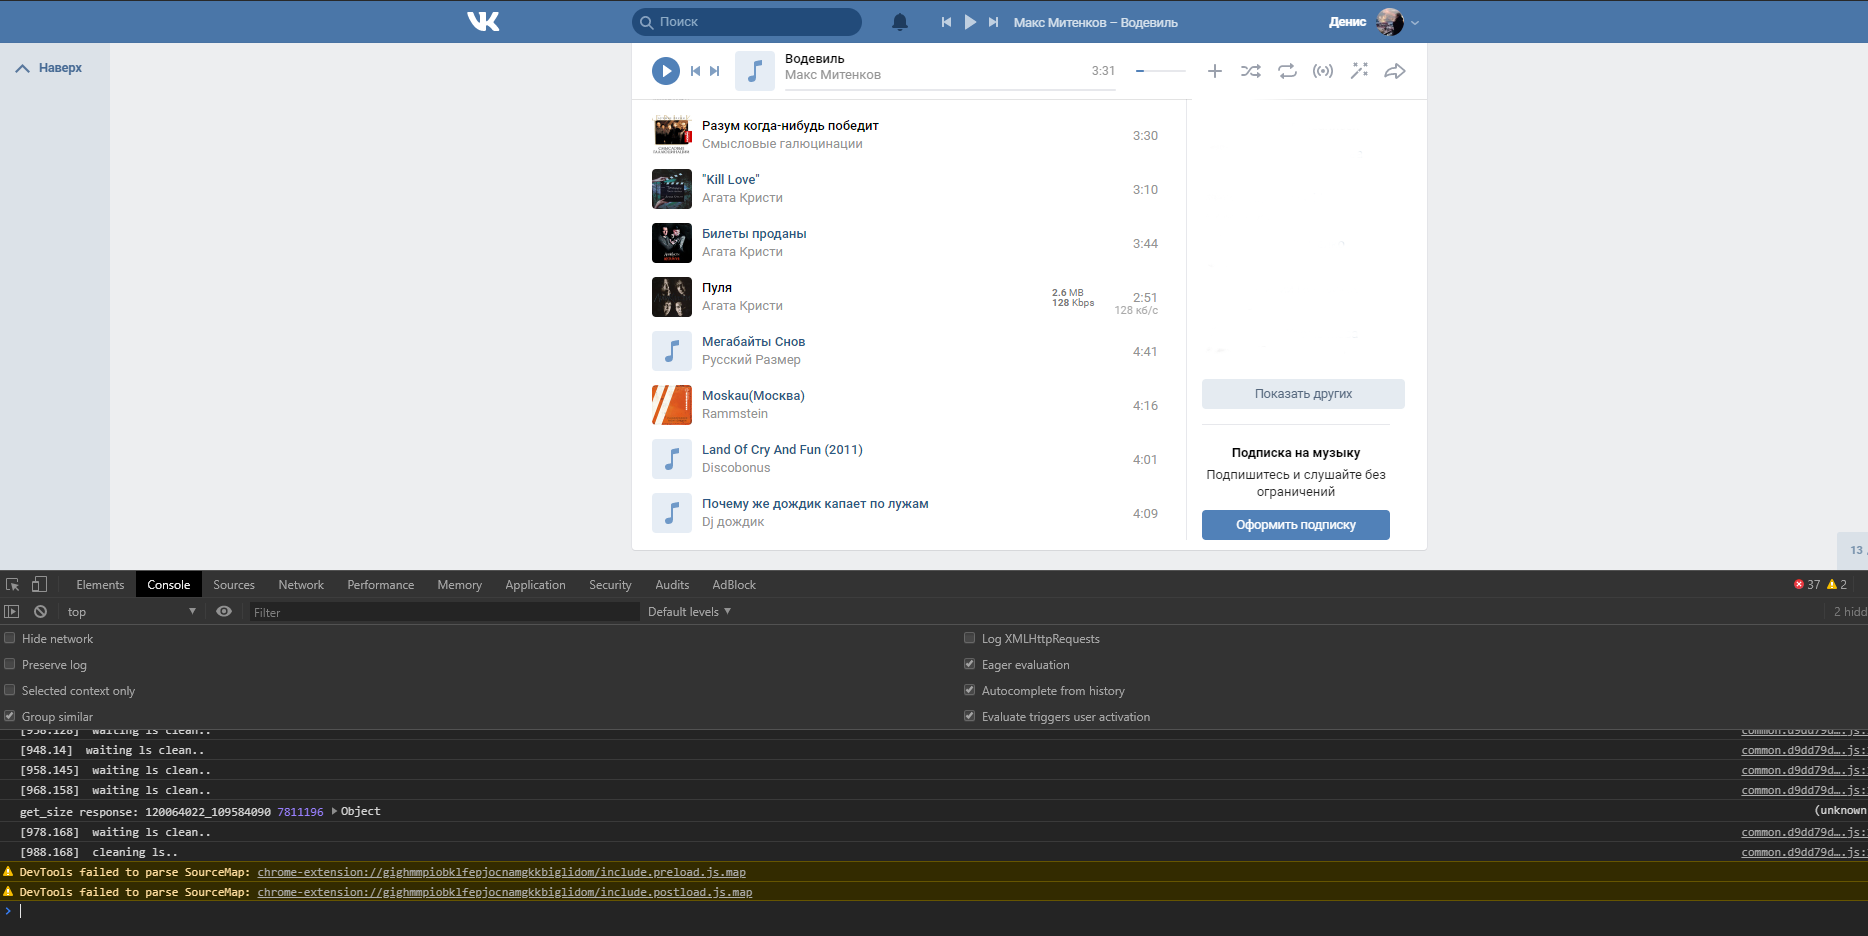 Поиск
Макс Митенков – Водевиль
Денис
Наверх
Водевиль
Макс Митенков
3:31
Разум когда-нибудь победит
Смысловые галюцинации
3:30
"Kill Love"
Агата Кристи
3:10
Билеты проданы
Агата Кристи
3:44
Пуля
Агата Кристи
2.6 MB
128 Kbps
2:51
128 кб/с
Мегабайты Снов
Русский Размер
4:41
Moskau(Москва)
Rammstein
4:16
Land Of Cry And Fun (2011)
Discobonus
4:01
Почему же дождик капает по лужам
Dj дождик
4:09
Показать других
Подписка на музыку
Подпишитесь и слушайте без
ограничений
Оформить подписку
13
Elements Console Sources Network Performance Memory Application Security Audits AdBlock
37 2
top
Filter
Default levels
2 hidd
Hide network
Log XMLHttpRequests
Preserve log
Eager evaluation
Selected context only
Autocomplete from history
Group similar
Evaluate triggers user activation
[938.128] waiting ls clean.. common.d9dd79d….js:
[948.14] waiting ls clean.. common.d9dd79d….js:
[958.145] waiting ls clean.. common.d9dd79d….js:
[968.158] waiting ls clean.. common.d9dd79d….js:
get_size response: 120064022_109584090 7811196 Object (unknown
[978.168] waiting ls clean.. common.d9dd79d….js:
[988.168] cleaning ls.. common.d9dd79d….js:
DevTools failed to parse SourceMap: chrome-extension://gighmmpiobklfepjocnamgkkbiglidom/include.preload.js.map
DevTools failed to parse SourceMap: chrome-extension://gighmmpiobklfepjocnamgkkbiglidom/include.postload.js.map